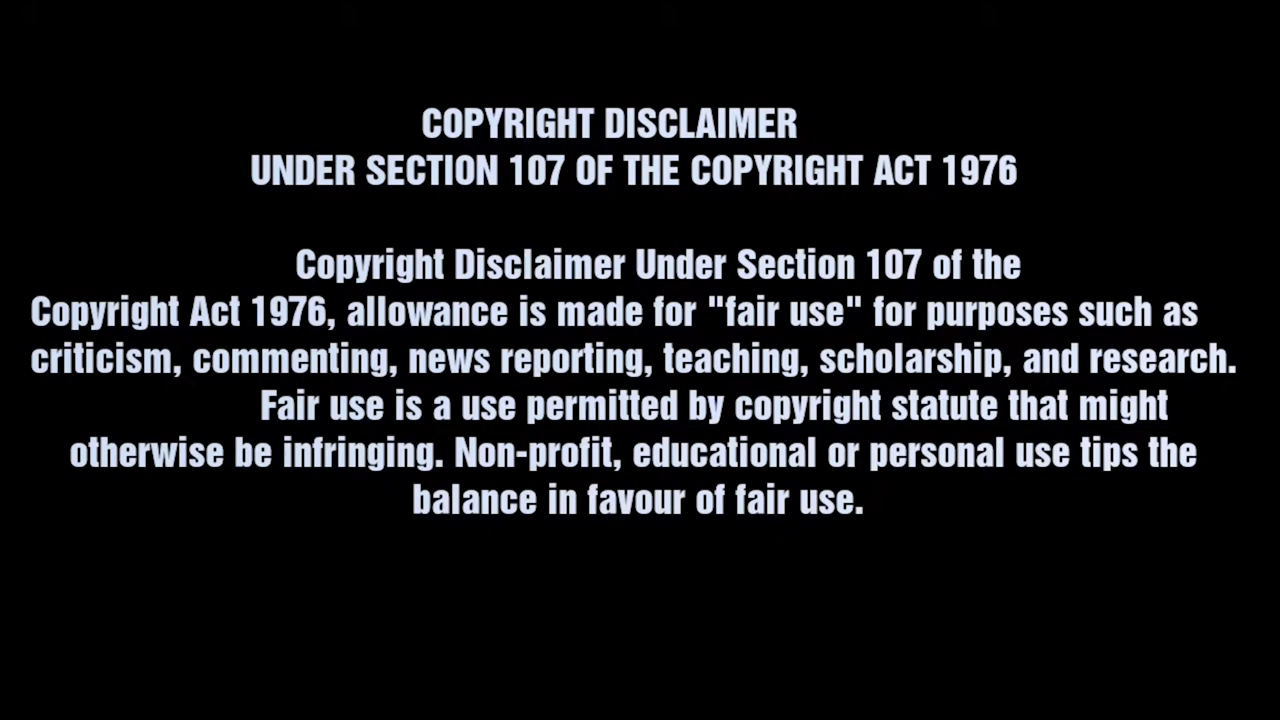 COPYRIGHT DISCLAIMER
UNDER SECTION 107 OF THE COPYRIGHT ACT 1976
Copyright Disclaimer Under Section 107 of the
Copyright Act 1976, allowance is made for "fair use" for purposes such as
criticism, commenting, news reporting, teaching, scholarship, and research.
Fair use is a use permitted by copyright statute that might
otherwise be infringing. Non-profit, educational or personal use tips the
balance in favour of fair use.